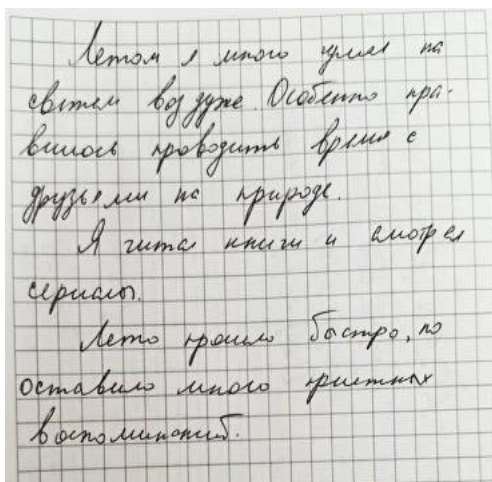 Летом я много гулял на
свежем воздухе. Особенно нра-
вилось проводить время с
друзьями на природе.
Я читал книги и смотрел
сериалы.
Лето прошло быстро, но
оставило много приятных
воспоминаний.